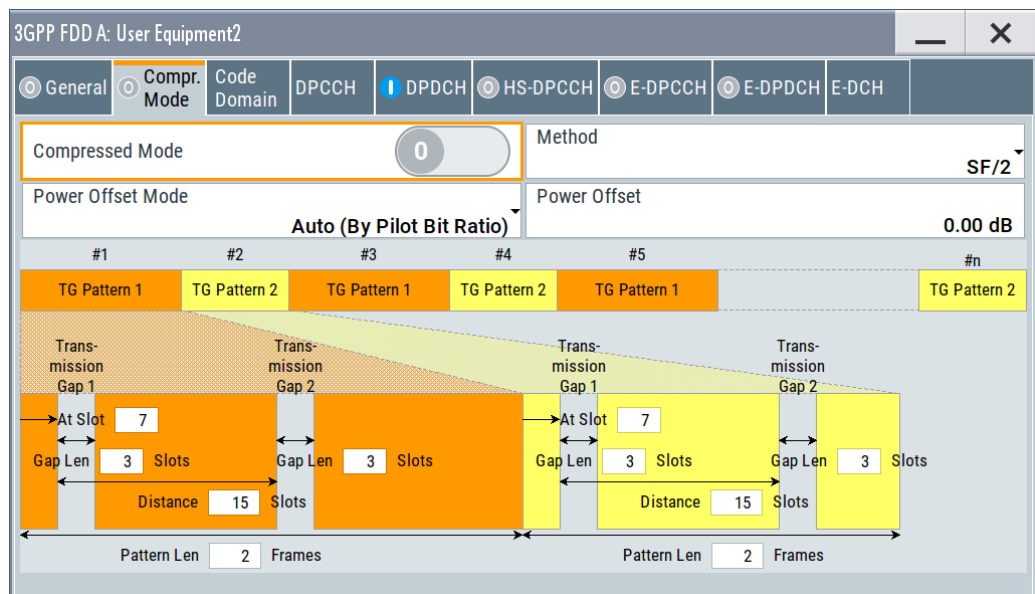 3GPP FDD A: User Equipment2
0 General
0 Compr. Mode
Code Domain
DPCCH
I DPDCH
0 HS-DPCCH
0 E-DPCCH
0 E-DPDCH
E-DCH
Compressed Mode 0
Method
SF/2
Power Offset Mode
Auto (By Pilot Bit Ratio)
Power Offset
0.00 dB
#1 #2 #3 #4 #5 #n
TG Pattern 1 TG Pattern 2 TG Pattern 1 TG Pattern 2 TG Pattern 1 TG Pattern 2
Trans- Trans- Trans- Trans-
mission mission mission mission
Gap 1 Gap 2 Gap 1 Gap 2
At Slot 7 At Slot 7
Gap Len 3 Slots Gap Len 3 Slots Gap Len 3 Slots Gap Len 3 Slots
Distance 15 Slots Distance 15 Slots
Pattern Len 2 Frames Pattern Len 2 Frames